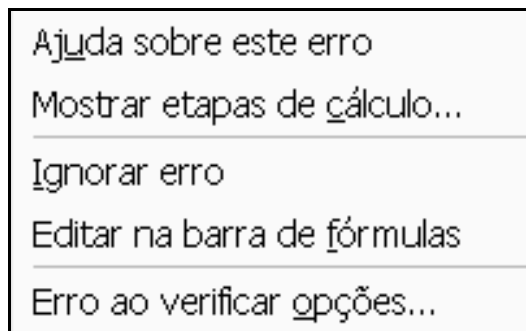 Ajuda sobre este erro
Mostrar etapas de cálculo...
Ignorar erro
Editar na barra de fórmulas
Erro ao verificar opções...